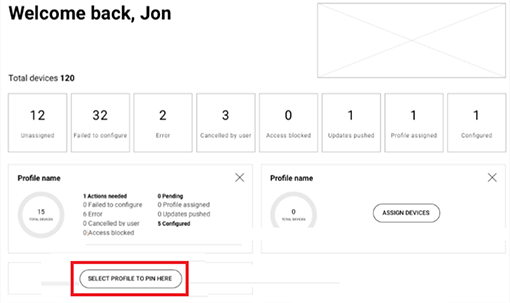 Welcome back, Jon
Total devices 120
12 32 2 3 0 1 1 1
Unassigned Failed to configure Error Cancelled by user Access blocked Updates pushed Profile assigned Configured
Profile name
15
Total devices
1 Actions needed
0 Failed to configure
6 Error
0 Cancelled by user
0 Access blocked
0 Pending
0 Profile assigned
0 Updates pushed
5 Configured
Profile name
0
Total devices
ASSIGN DEVICES
SELECT PROFILE TO PIN HERE